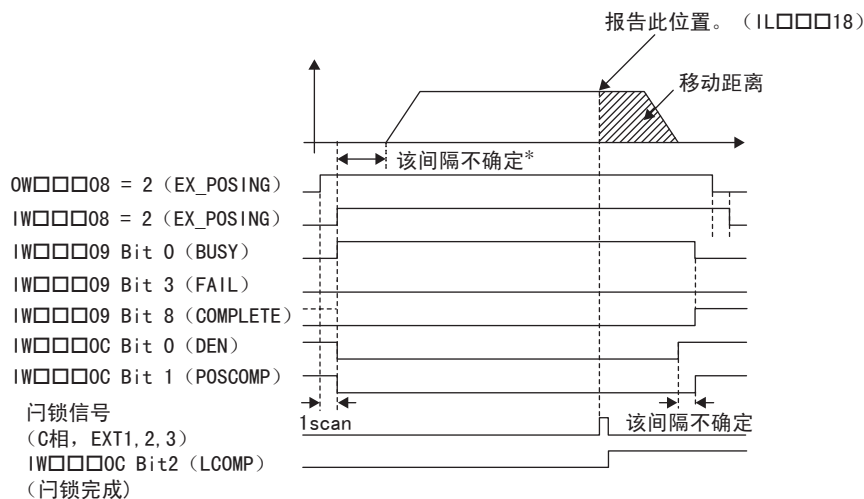 报告此位置。（IL□□□18）
移动距离
该间隔不确定*
OW□□□08 = 2（EX_POSING）
IW□□□08 = 2（EX_POSING）
IW□□□09 Bit 0（BUSY）
IW□□□09 Bit 3（FAIL）
IW□□□09 Bit 8（COMPLETE）
IW□□□0C Bit 0（DEN）
IW□□□0C Bit 1（POSCOMP）
1scan
该间隔不确定
闩锁信号
（C相，EXT1,2,3）
IW□□□0C Bit2（LCOMP）
（闩锁完成）